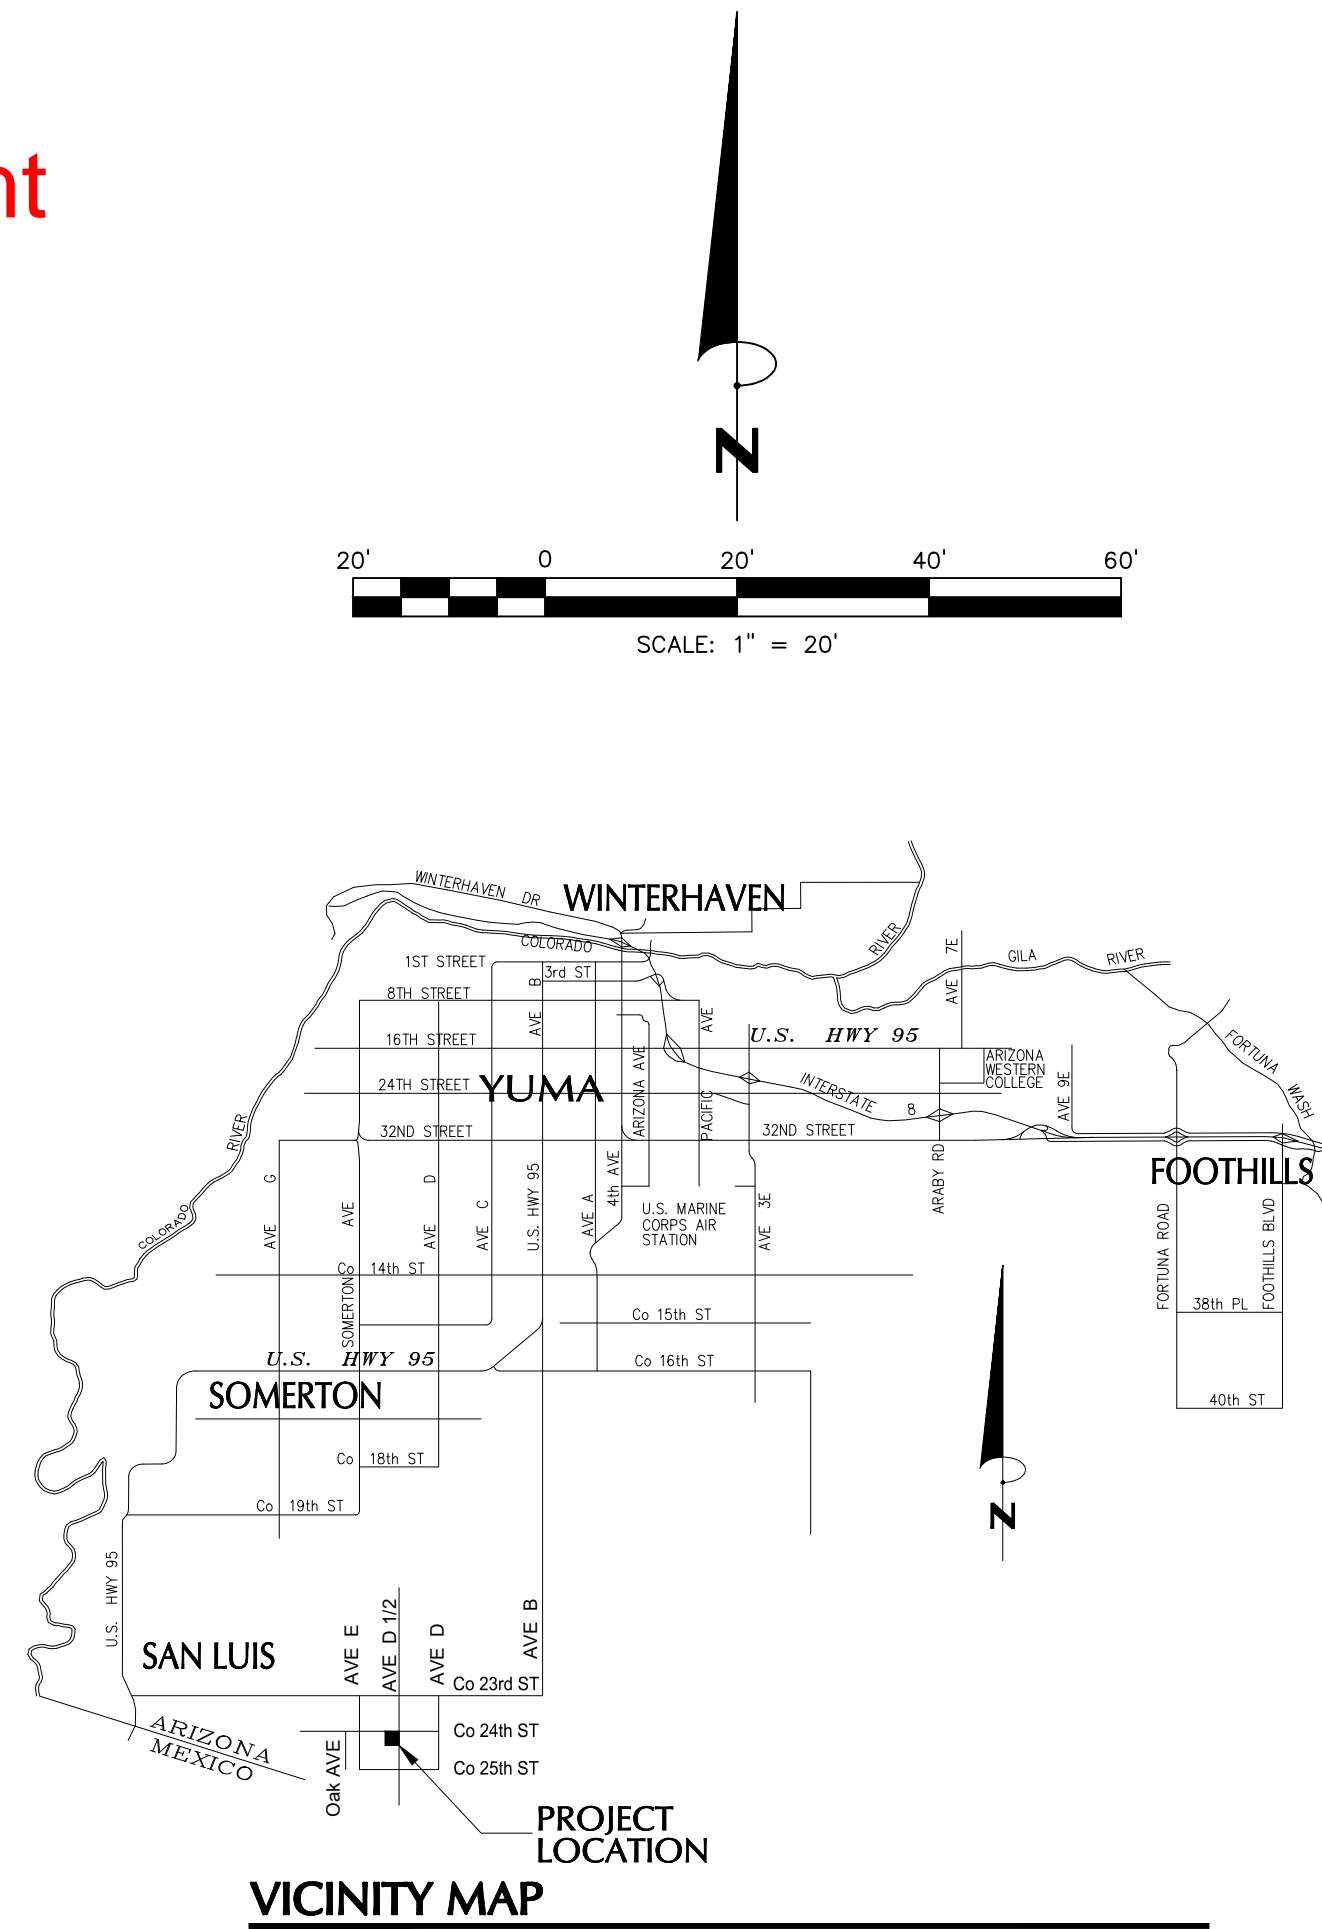 nt
N
20' 0 20' 40' 60'
SCALE: 1" = 20'
WINTERHAVEN DR
WINTERHAVEN
COLORADO
RIVER
AVE 7E
GILA RIVER
1ST STREET
3rd ST
8TH STREET
AVE B
16TH STREET
U.S. HWY 95
FORTUNA WASH
ARIZONA
WESTERN
COLLEGE
24TH STREET
YUMA
ARIZONA AVE
PACIFIC AVE
INTERSTATE 8
AVE 9E
32ND STREET
32ND STREET
RIVER
COLORADO
FOOTHILLS
AVE G
SOMERTON AVE
AVE D
AVE C
U.S. HWY 95
AVE A
4th AVE
U.S. MARINE
CORPS AIR
STATION
AVE 3E
ARABY RD
FORTUNA ROAD
FOOTHILLS BLVD
Co 14th ST
38th PL
Co 15th ST
U.S. HWY 95
Co 16th ST
SOMERTON
40th ST
Co 18th ST
Co 19th ST
N
U.S. HWY 95
SAN LUIS
AVE E
AVE D 1/2
AVE D
AVE B
Co 23rd ST
ARIZONA
MEXICO
Co 24th ST
Oak AVE
Co 25th ST
PROJECT
LOCATION
VICINITY MAP